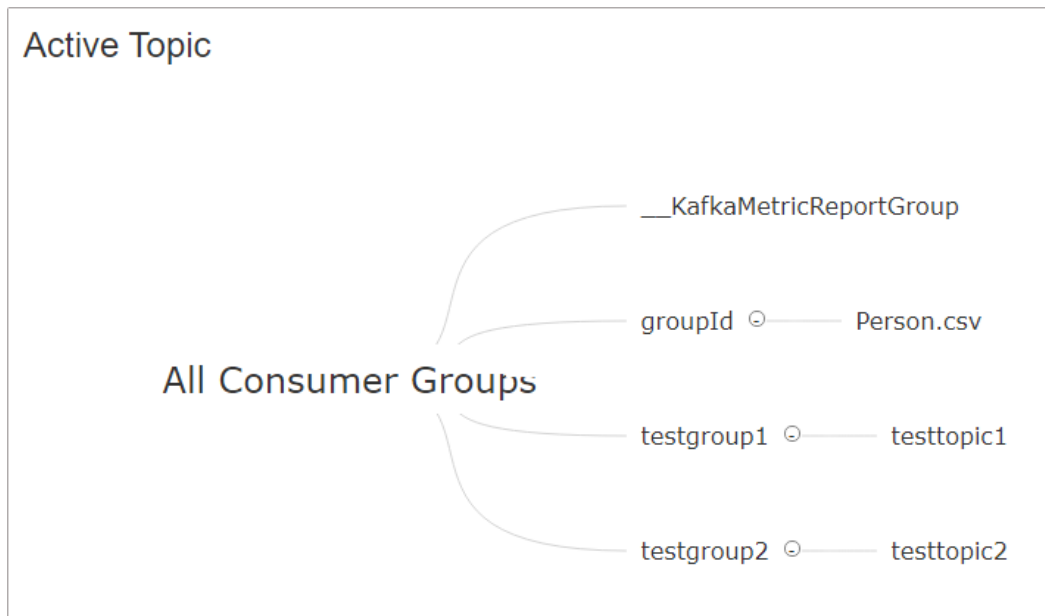 Active Topic
__KafkaMetricReportGroup
groupId - Person.csv
All Consumer Groups
testgroup1 - testtopic1
testgroup2 - testtopic2